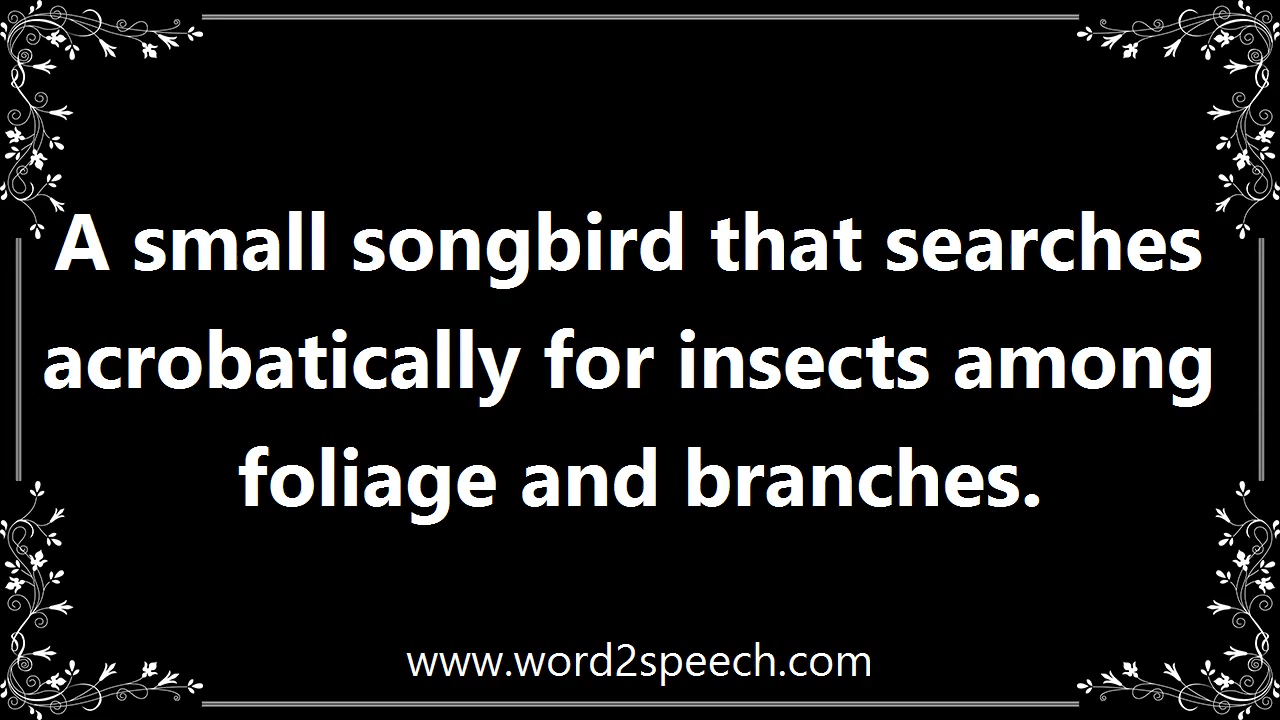 A small songbird that searches
acrobatically for insects among
foliage and branches.
www.word2speech.com